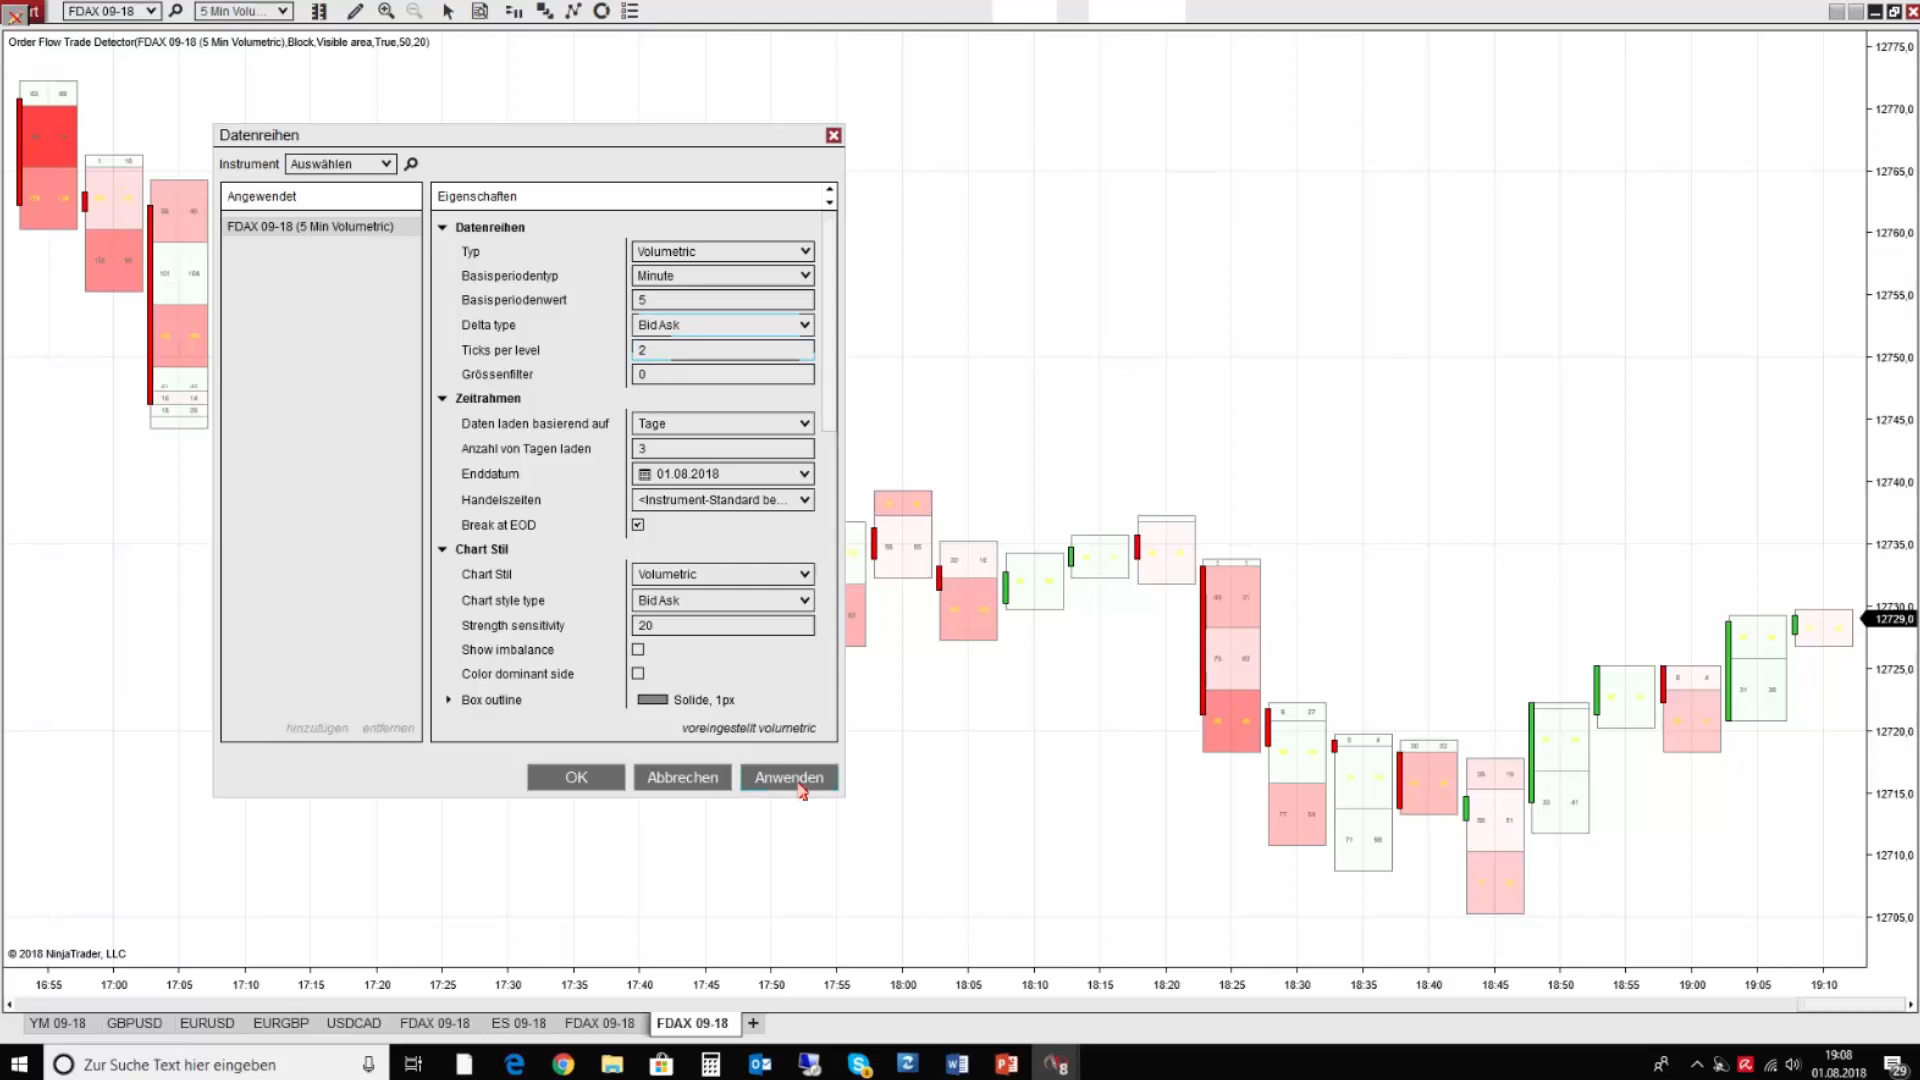 rt FDAX 09-18 5 Min Volu...
Order Flow Trade Detector(FDAX 09-18 (5 Min Volumetric),Block,Visible area,True,50,20)
12775,0
12770,0
12765,0
12760,0
12755,0
12750,0
12745,0
12740,0
12735,0
12730,0
12729,0
12725,0
12720,0
12715,0
12710,0
12705,0
Datenreihen
Instrument Auswählen
Angewendet
FDAX 09-18 (5 Min Volumetric)
hinzufügen entfernen
Eigenschaften
Datenreihen
Typ Volumetric
Basisperiodentyp Minute
Basisperiodenwert 5
Delta type BidAsk
Ticks per level 2
Grössenfilter 0
Zeitrahmen
Daten laden basierend auf Tage
Anzahl von Tagen laden 3
Enddatum 01.08.2018
Handelszeiten <Instrument-Standard be...
Break at EOD
Chart Stil
Chart Stil Volumetric
Chart style type BidAsk
Strength sensitivity 20
Show imbalance
Color dominant side
Box outline Solide, 1px
voreingestellt volumetric
OK Abbrechen Anwenden
© 2018 NinjaTrader, LLC
16:55 17:00 17:05 17:10 17:15 17:20 17:25 17:30 17:35 17:40 17:45 17:50 17:55 18:00 18:05 18:10 18:15 18:20 18:25 18:30 18:35 18:40 18:45 18:50 18:55 19:00 19:05 19:10
YM 09-18 GBPUSD EURUSD EURGBP USDCAD FDAX 09-18 ES 09-18 FDAX 09-18 FDAX 09-18 +
Zur Suche Text hier eingeben
8
19:08
01.08.2018
29